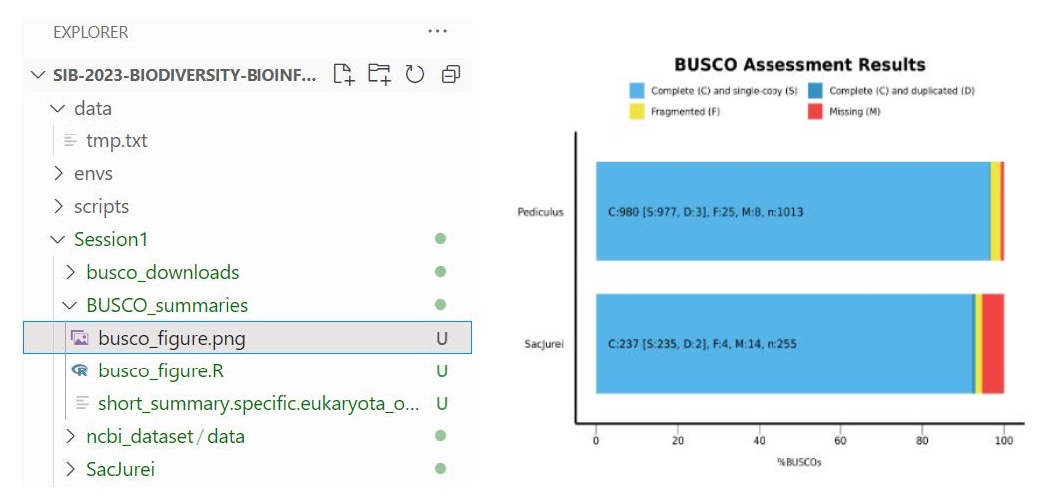 EXPLORER
SIB-2023-BIODIVERSITY-BIOINF...
data
tmp.txt
envs
scripts
Session1
busco_downloads
BUSCO_summaries
busco_figure.png U
busco_figure.R U
short_summary.specific.eukaryota_o... U
ncbi_dataset / data
SacJurei
BUSCO Assessment Results
Complete (C) and single-copy (S) Complete (C) and duplicated (D)
Fragmented (F) Missing (M)
Pediculus C:980 [S:977, D:3], F:25, M:8, n:1013
SacJurei C:237 [S:235, D:2], F:4, M:14, n:255
0 20 40 60 80 100
%BUSCOs